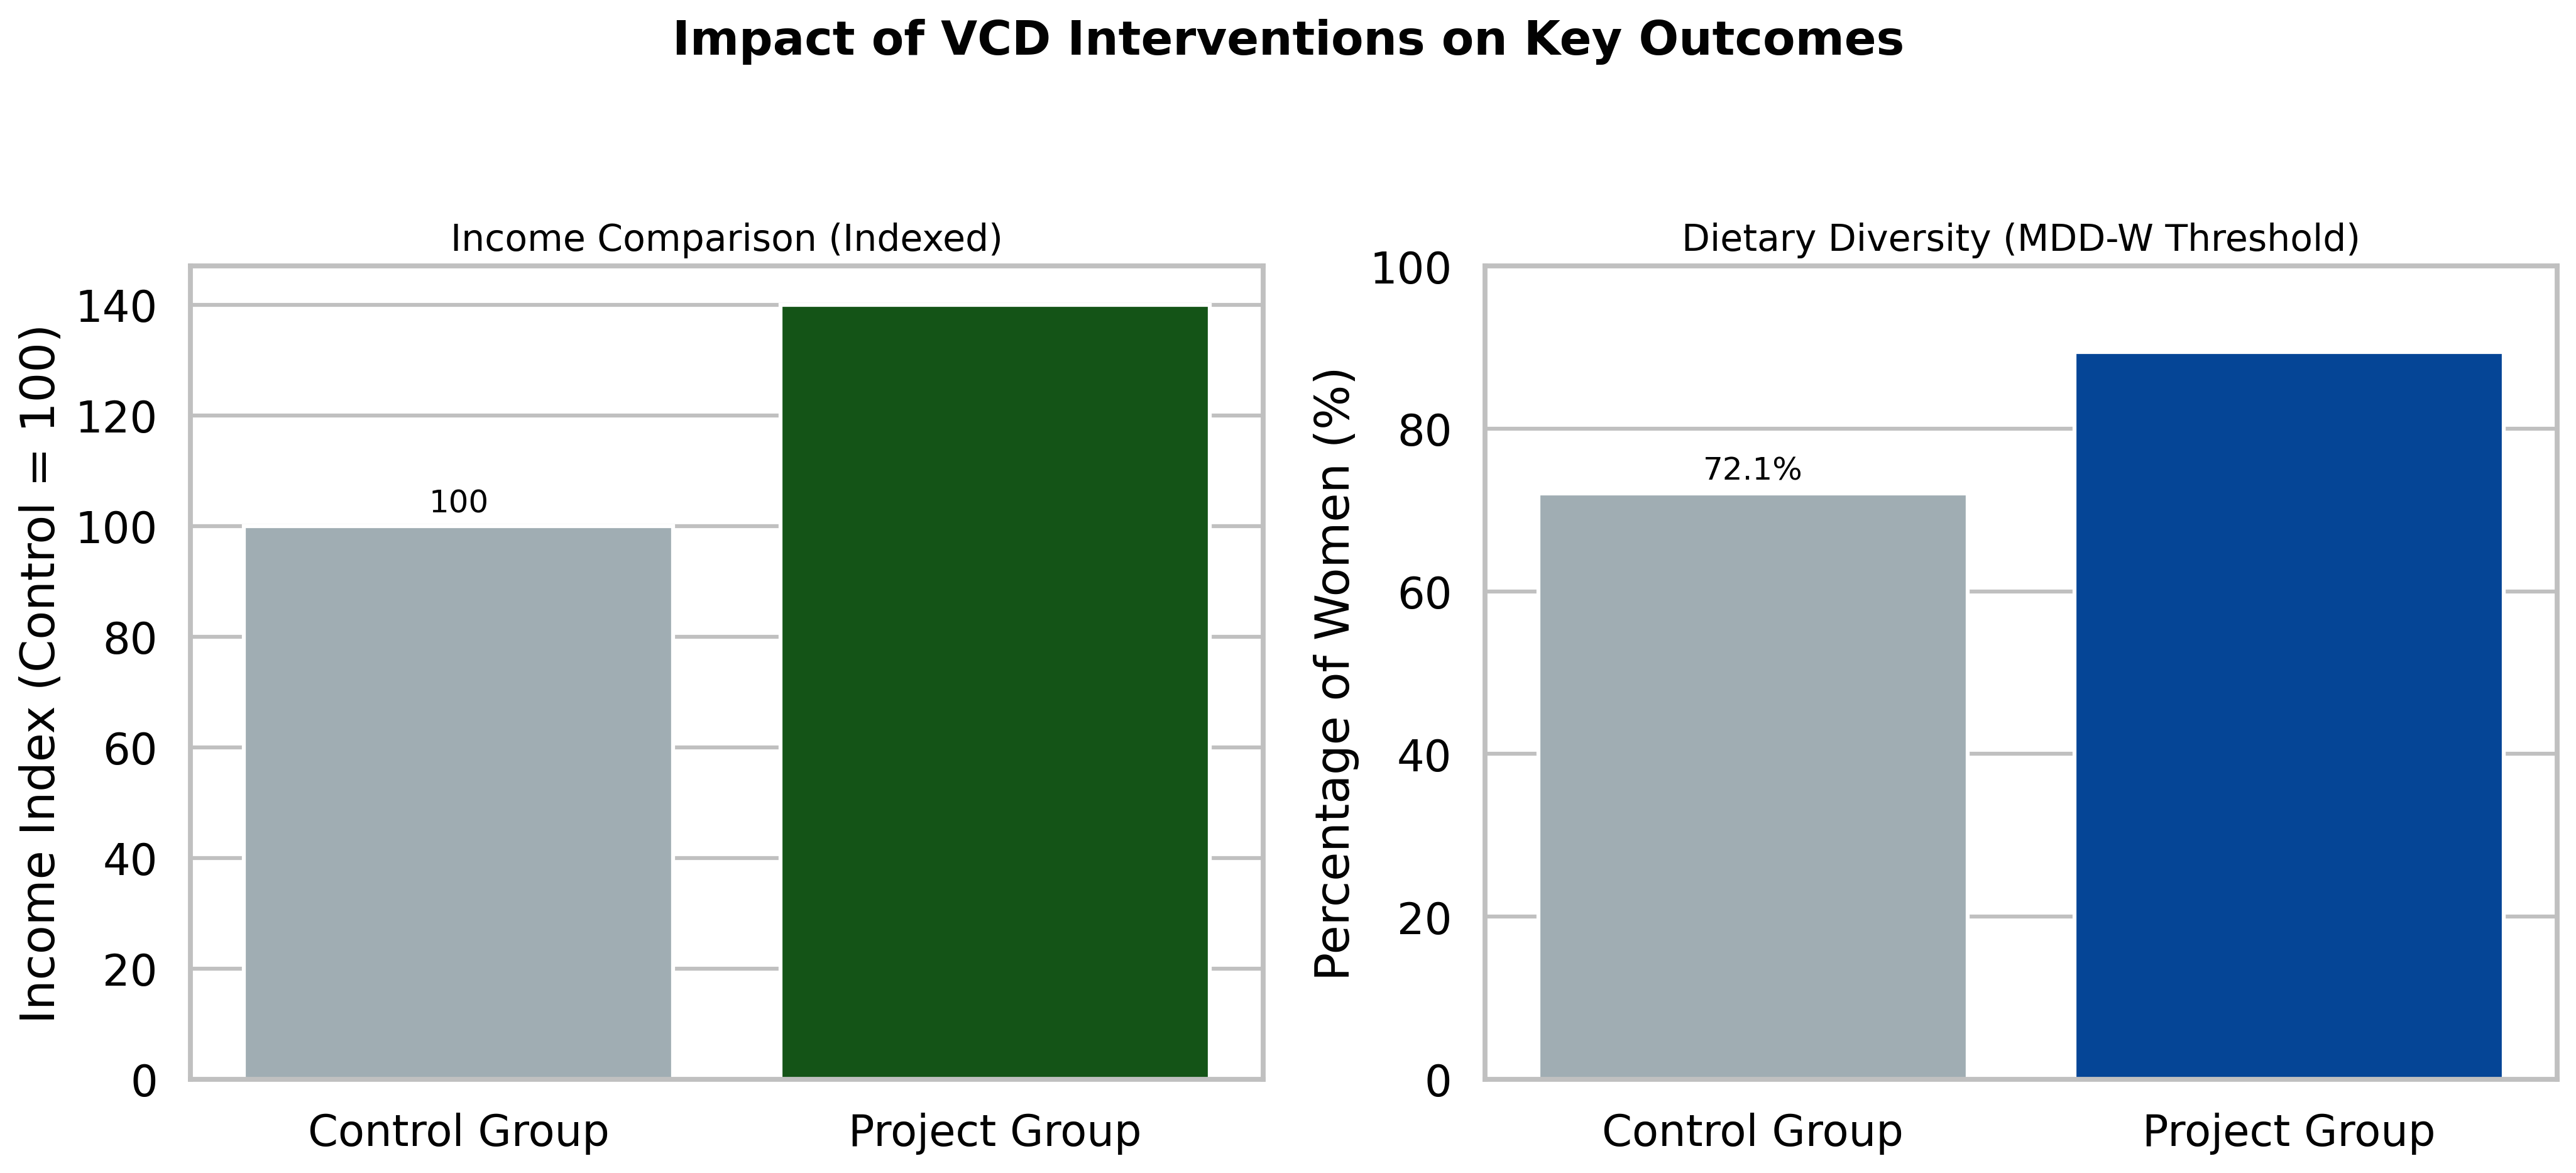 Impact of VCD Interventions on Key Outcomes
Income Comparison (Indexed)
Income Index (Control = 100)
140
120
100
80
60
40
20
0
100
Control Group
Project Group
Dietary Diversity (MDD-W Threshold)
Percentage of Women (%)
100
80
60
40
20
0
72.1%
Control Group
Project Group